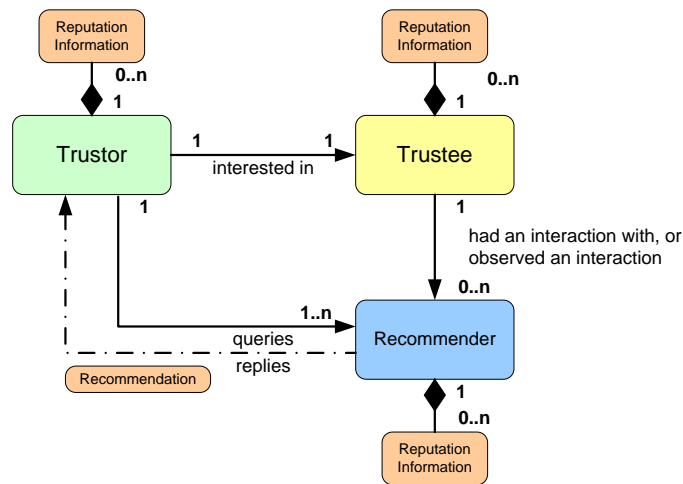 Reputation
Information
Reputation
Information
0..n
0..n
1
1
Trustor
1
1
Trustee
interested in
1
1
had an interaction with, or
observed an interaction
0..n
1..n
queries
Recommender
replies
Recommendation
1
0..n
Reputation
Information